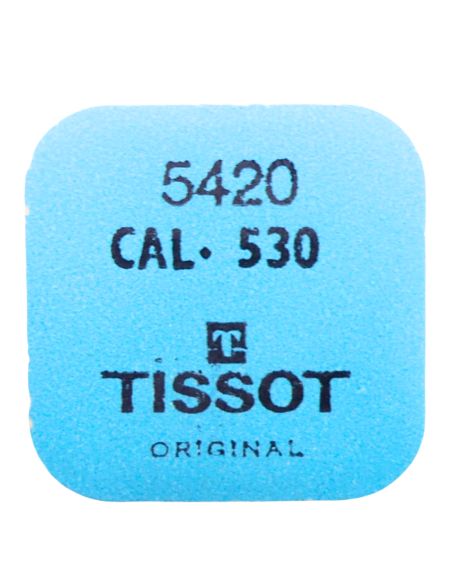 5420
CAL. 530
T
TISSOT
ORIGINAL